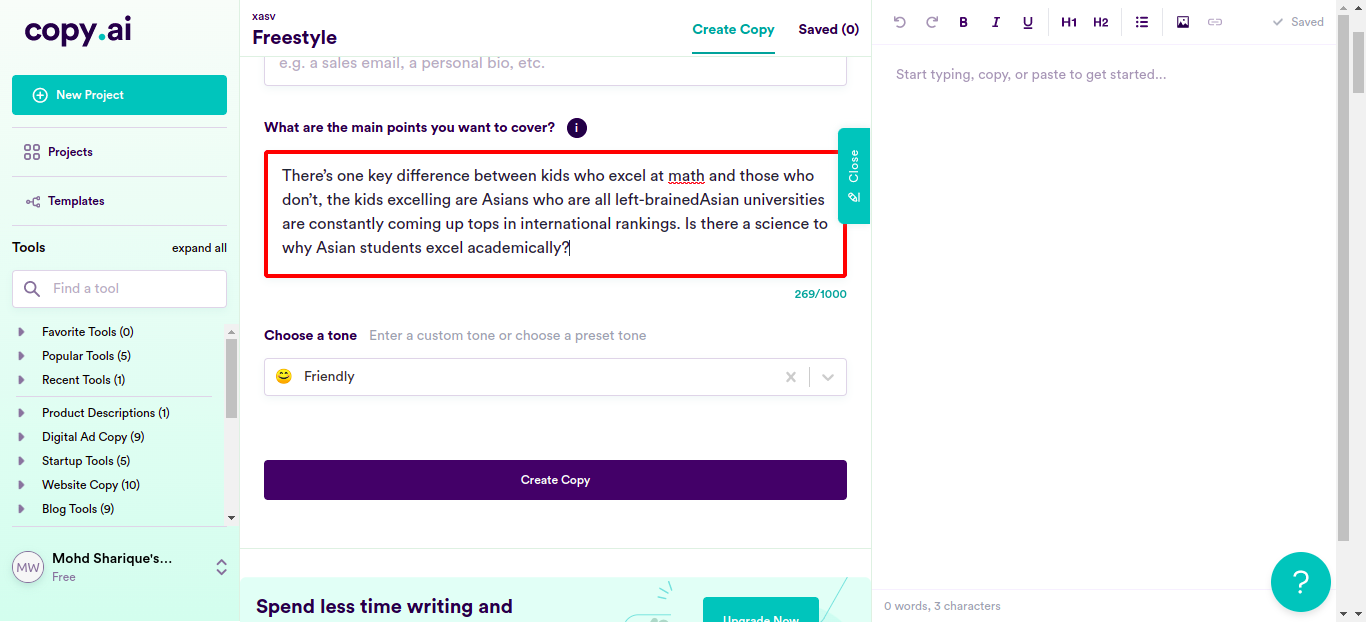 copy.ai
New Project
Projects
Templates
Tools
expand all
Find a tool
Favorite Tools (0)
Popular Tools (5)
Recent Tools (1)
Product Descriptions (1)
Digital Ad Copy (9)
Startup Tools (5)
Website Copy (10)
Blog Tools (9)
MW
Mohd Sharique's...
Free
xasv
Freestyle
Create Copy
Saved (0)
e.g. a sales email, a personal bio, etc.
What are the main points you want to cover?
i
There’s one key difference between kids who excel at math and those who
don’t, the kids excelling are Asians who are all left-brainedAsian universities
are constantly coming up tops in international rankings. Is there a science to
why Asian students excel academically?
269/1000
Close
Choose a tone
Enter a custom tone or choose a preset tone
Friendly
Create Copy
Spend less time writing and
Upgrade Now
B
I
U
H1
H2
Saved
Start typing, copy, or paste to get started...
0 words, 3 characters
?